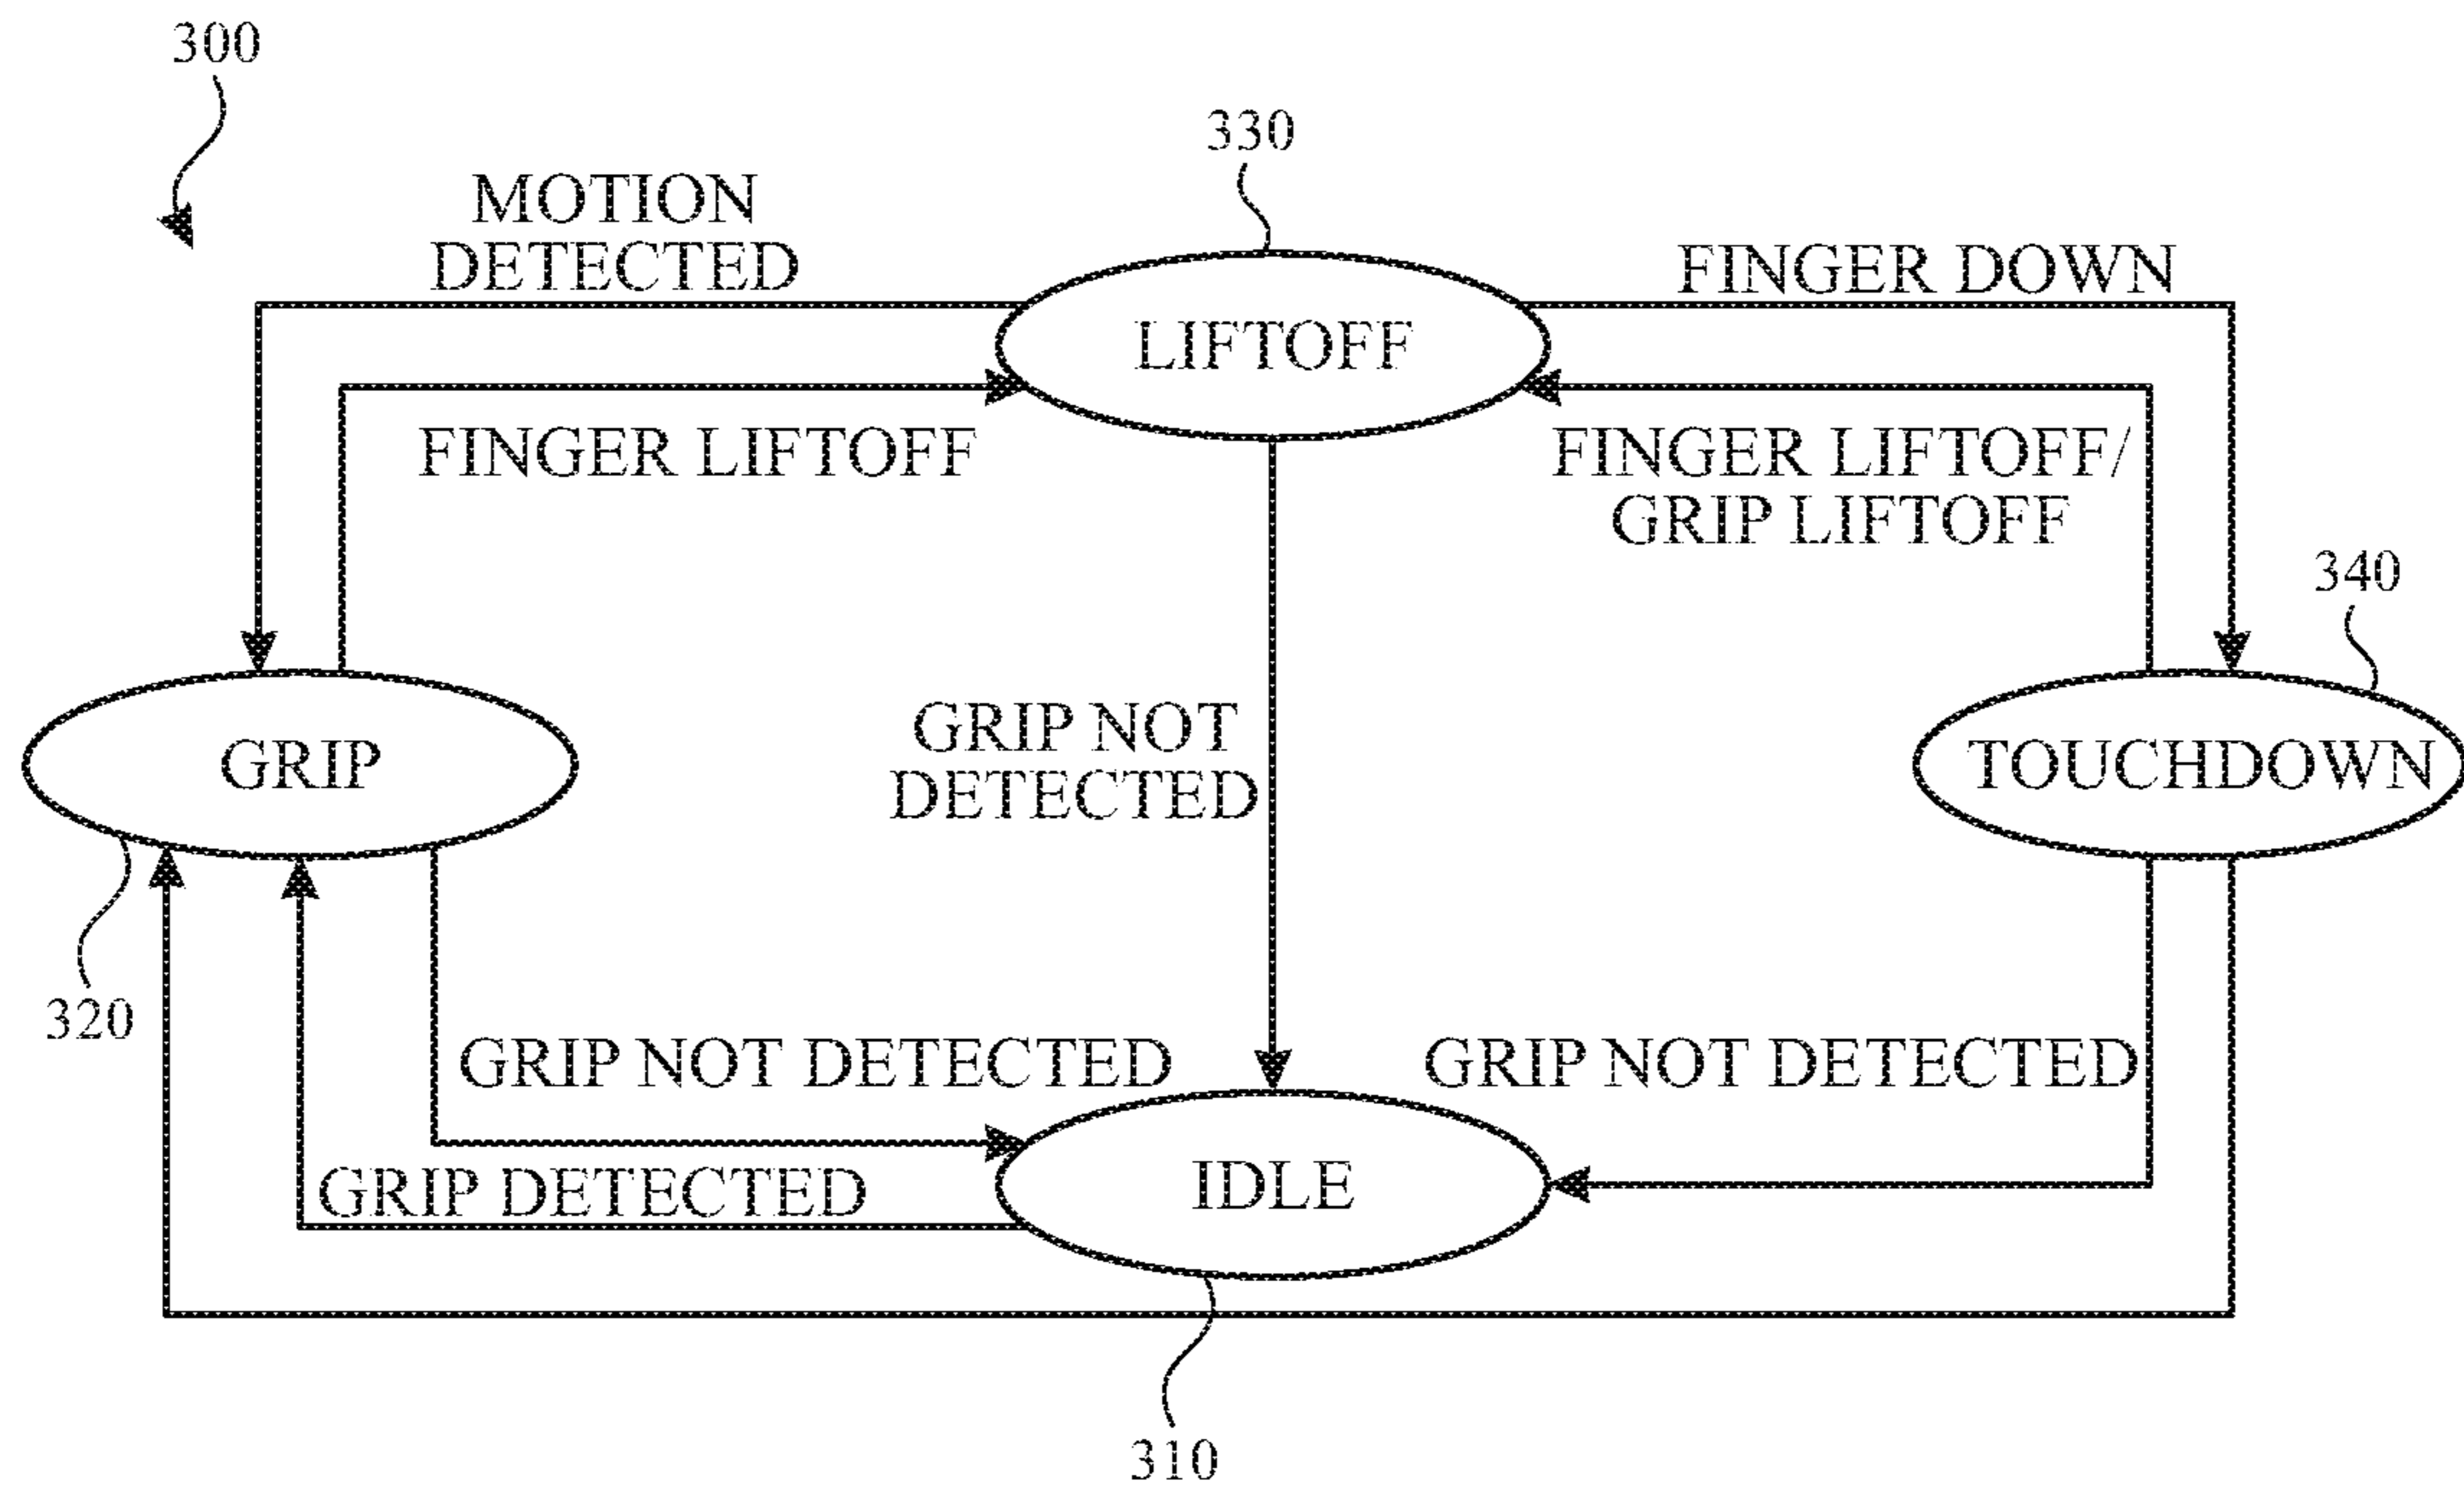 300
330
MOTION
DETECTED
FINGER DOWN
LIFTOFF
FINGER LIFTOFF
FINGER LIFTOFF/
GRIP LIFTOFF
340
GRIP NOT
DETECTED
GRIP
TOUCHDOWN
320
GRIP NOT DETECTED
GRIP NOT DETECTED
GRIP DETECTED
IDLE
310